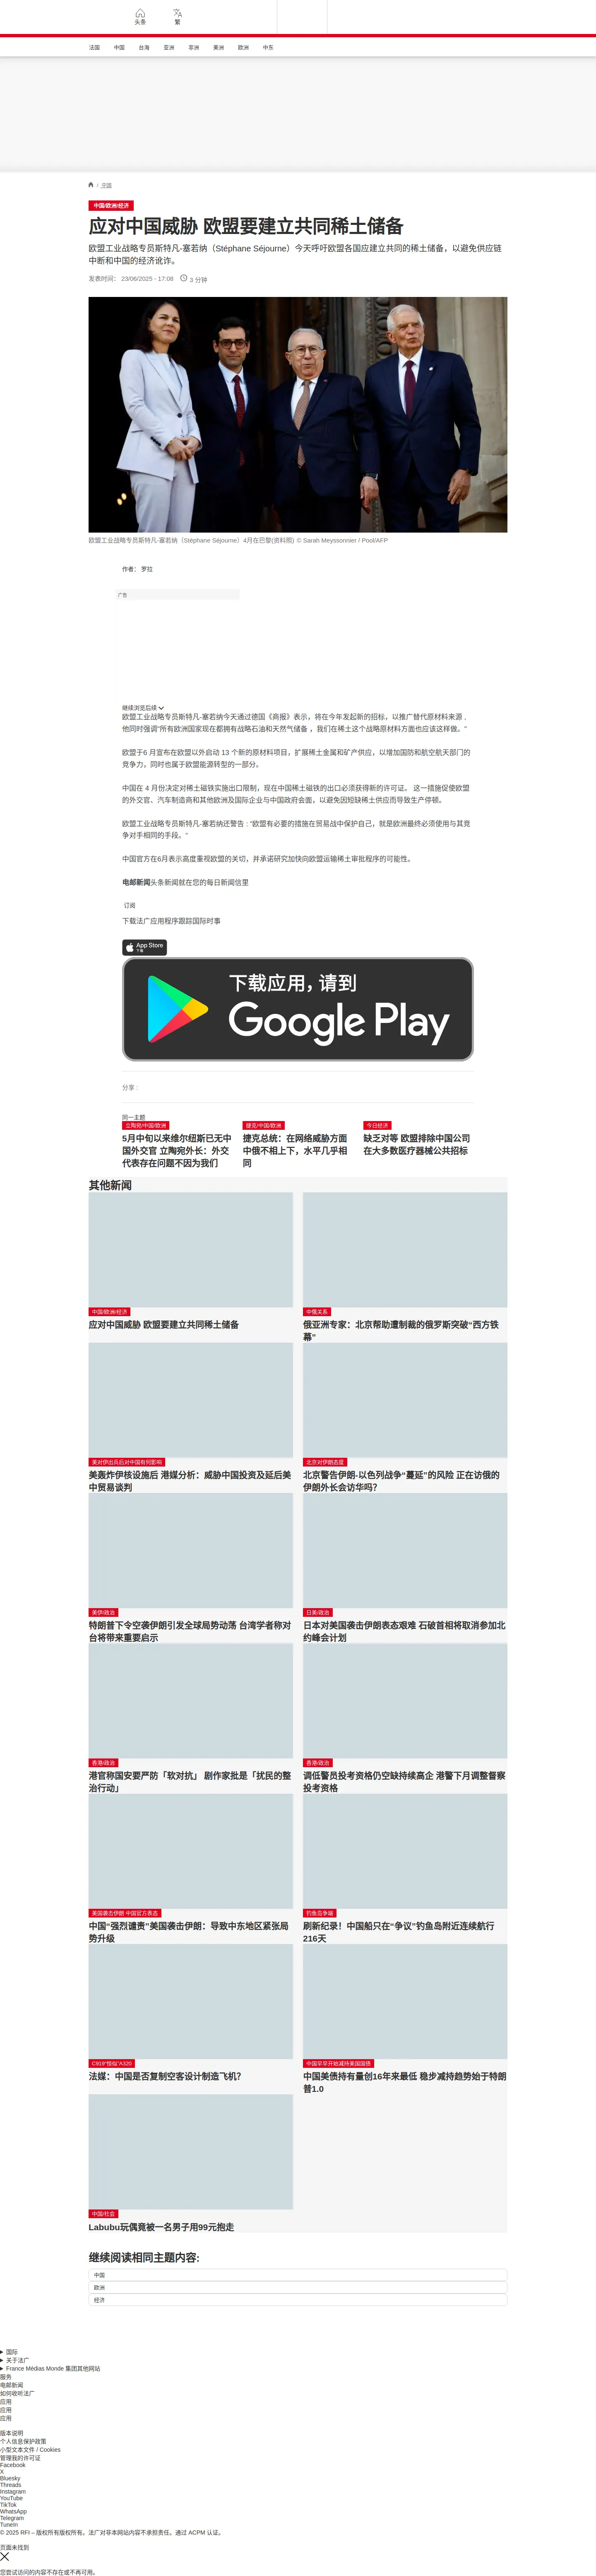 头条
繁
法国
中国
台海
亚洲
非洲
美洲
欧洲
中东
/ 中国
中国/欧洲/经济
应对中国威胁 欧盟要建立共同稀土储备
欧盟工业战略专员斯特凡-塞若纳（Stéphane Séjourne）今天呼吁欧盟各国应建立共同的稀土储备，以避免供应链
中断和中国的经济讹诈。
发表时间： 23/06/2025 - 17:08
3 分钟
欧盟工业战略专员斯特凡-塞若纳（Stéphane Séjourne）4月在巴黎(资料照) © Sarah Meyssonnier / Pool/AFP
作者： 罗拉
广告
继续浏览后续
欧盟工业战略专员斯特凡-塞若纳今天通过德国《商报》表示，将在今年发起新的招标，以推广替代原材料来源，
他同时强调“所有欧洲国家现在都拥有战略石油和天然气储备 ，我们在稀土这个战略原材料方面也应该这样做。”
欧盟于6 月宣布在欧盟以外启动 13 个新的原材料项目，扩展稀土金属和矿产供应，以增加国防和航空航天部门的
竞争力，同时也属于欧盟能源转型的一部分。
中国在 4 月份决定对稀土磁铁实施出口限制，现在中国稀土磁铁的出口必须获得新的许可证。 这一措施促使欧盟
的外交官、汽车制造商和其他欧洲及国际企业与中国政府会面，以避免因短缺稀土供应而导致生产停顿。
欧盟工业战略专员斯特凡-塞若纳还警告 : “欧盟有必要的措施在贸易战中保护自己，就是欧洲最终必须使用与其竞
争对手相同的手段。”
中国官方在6月表示高度重视欧盟的关切，并承诺研究加快向欧盟运输稀土审批程序的可能性。
电邮新闻头条新闻就在您的每日新闻信里
订阅
下载法广应用程序跟踪国际时事
App Store
下载
下载应用，请到
Google Play
分享 :
同一主题
立陶宛/中国/欧洲
5月中旬以来维尔纽斯已无中
国外交官 立陶宛外长：外交
代表存在问题不因为我们
捷克/中国/欧洲
捷克总统：在网络威胁方面
中俄不相上下，水平几乎相
同
今日经济
缺乏对等 欧盟排除中国公司
在大多数医疗器械公共招标
其他新闻
中国/欧洲/经济
应对中国威胁 欧盟要建立共同稀土储备
中俄关系
俄亚洲专家：北京帮助遭制裁的俄罗斯突破“西方铁
幕”
美对伊出兵后对中国有何影响
美轰炸伊核设施后 港媒分析：威胁中国投资及延后美
中贸易谈判
北京对伊朗态度
北京警告伊朗-以色列战争“蔓延”的风险 正在访俄的
伊朗外长会访华吗？
美伊/政治
特朗普下令空袭伊朗引发全球局势动荡 台湾学者称对
台将带来重要启示
日美/政治
日本对美国袭击伊朗表态艰难 石破首相将取消参加北
约峰会计划
香港/政治
港官称国安要严防「软对抗」 剧作家批是「扰民的整
治行动」
香港/政治
调低警员投考资格仍空缺持续高企 港警下月调整督察
投考资格
美国袭击伊朗 中国官方表态
中国“强烈谴责”美国袭击伊朗：导致中东地区紧张局
势升级
钓鱼岛争端
刷新纪录！中国船只在“争议”钓鱼岛附近连续航行
216天
C919“恒似”A320
法媒：中国是否复制空客设计制造飞机？
中国早早开始减持美国国债
中国美债持有量创16年来最低 稳步减持趋势始于特朗
普1.0
中国/社会
Labubu玩偶竟被一名男子用99元抱走
继续阅读相同主题内容:
中国
欧洲
经济
国际
关于法广
France Médias Monde 集团其他网站
服务
电邮新闻
如何收听法广
应用
应用
应用
版本说明
个人信息保护政策
小型文本文件 / Cookies
管理我的许可证
Facebook
X
Bluesky
Threads
Instagram
YouTube
TikTok
WhatsApp
Telegram
TuneIn
© 2025 RFI – 版权所有版权所有。法广对非本网站内容不承担责任。通过 ACPM 认证。
页面未找到
您尝试访问的内容不存在或不再可用。